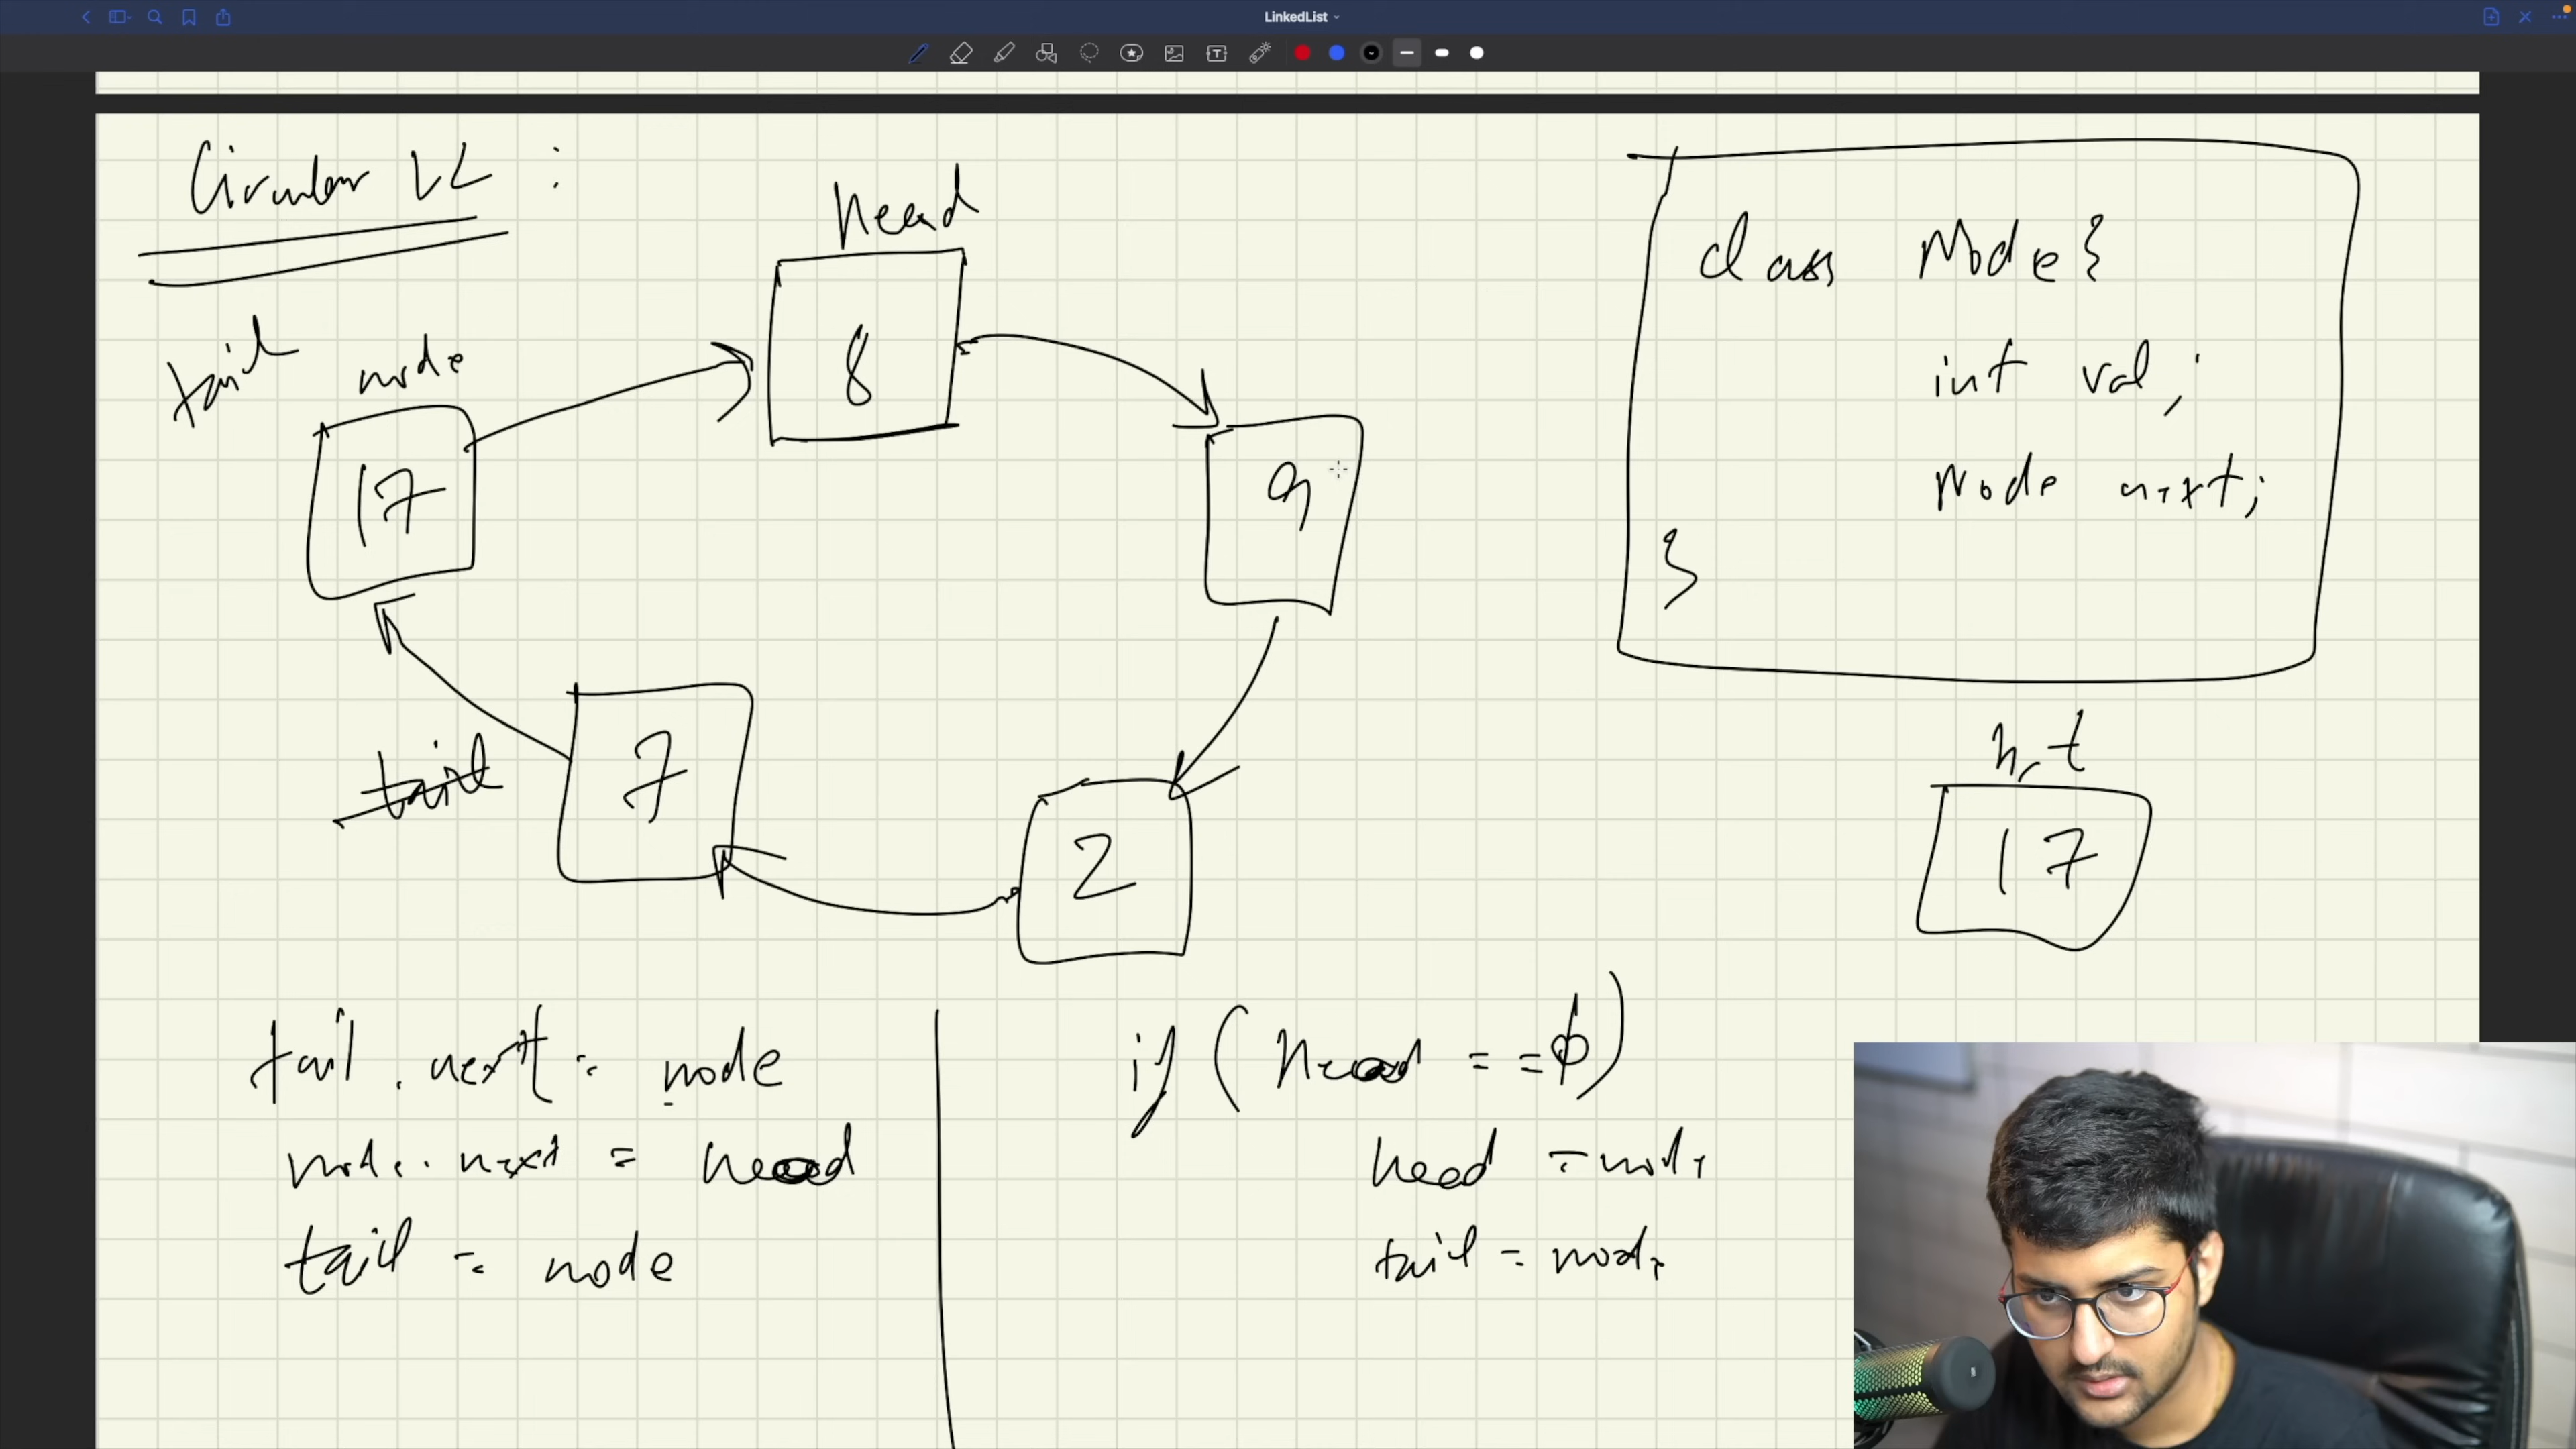 LinkedList
Circular LL :
Head
8
tail
node
17
9
7
tail
2
class Node {
int val;
Node next;
}
h, t
17
tail. next = node
node. next = head
tail = node
if (head == ϕ)
head = node
tail = node